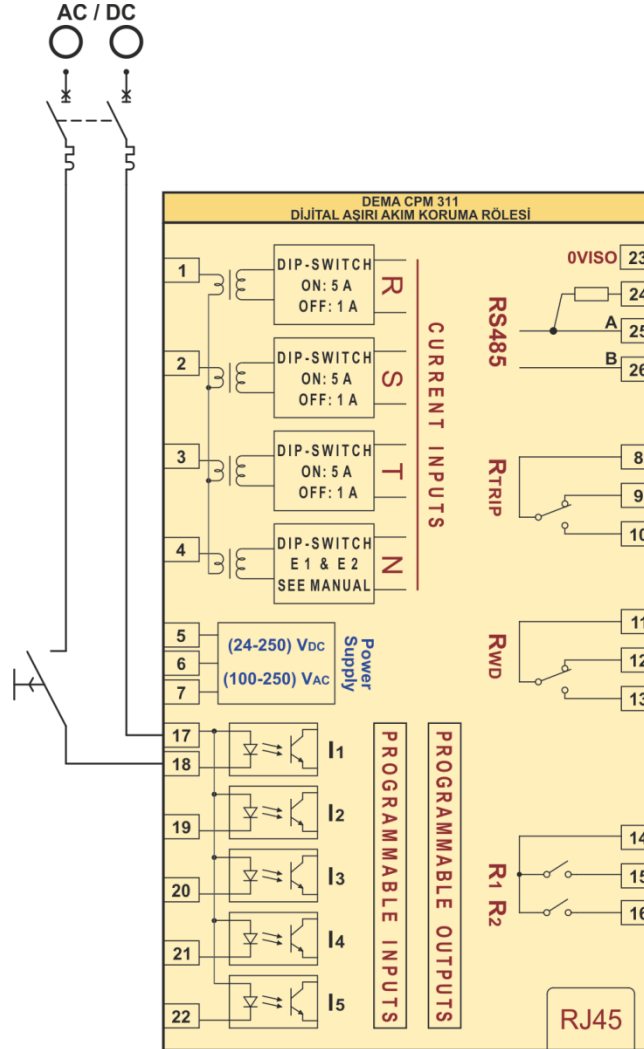 AC / DC
DEMA CPM 311
DİJİTAL AŞIRI AKIM KORUMA RÖLESİ
1
DIP-SWITCH
ON: 5 A
OFF: 1 A
R
2
DIP-SWITCH
ON: 5 A
OFF: 1 A
S
3
DIP-SWITCH
ON: 5 A
OFF: 1 A
T
4
DIP-SWITCH
E 1 & E 2
SEE MANUAL
N
CURRENT INPUTS
5
6
7
(24-250) VDC
(100-250) VAC
Power
Supply
17
18
19
20
21
22
I1
I2
I3
I4
I5
PROGRAMMABLE INPUTS
PROGRAMMABLE OUTPUTS
0VISO
23
24
A
25
B
26
RS485
8
9
10
RTRIP
11
12
13
RWD
14
15
16
R1 R2
RJ45